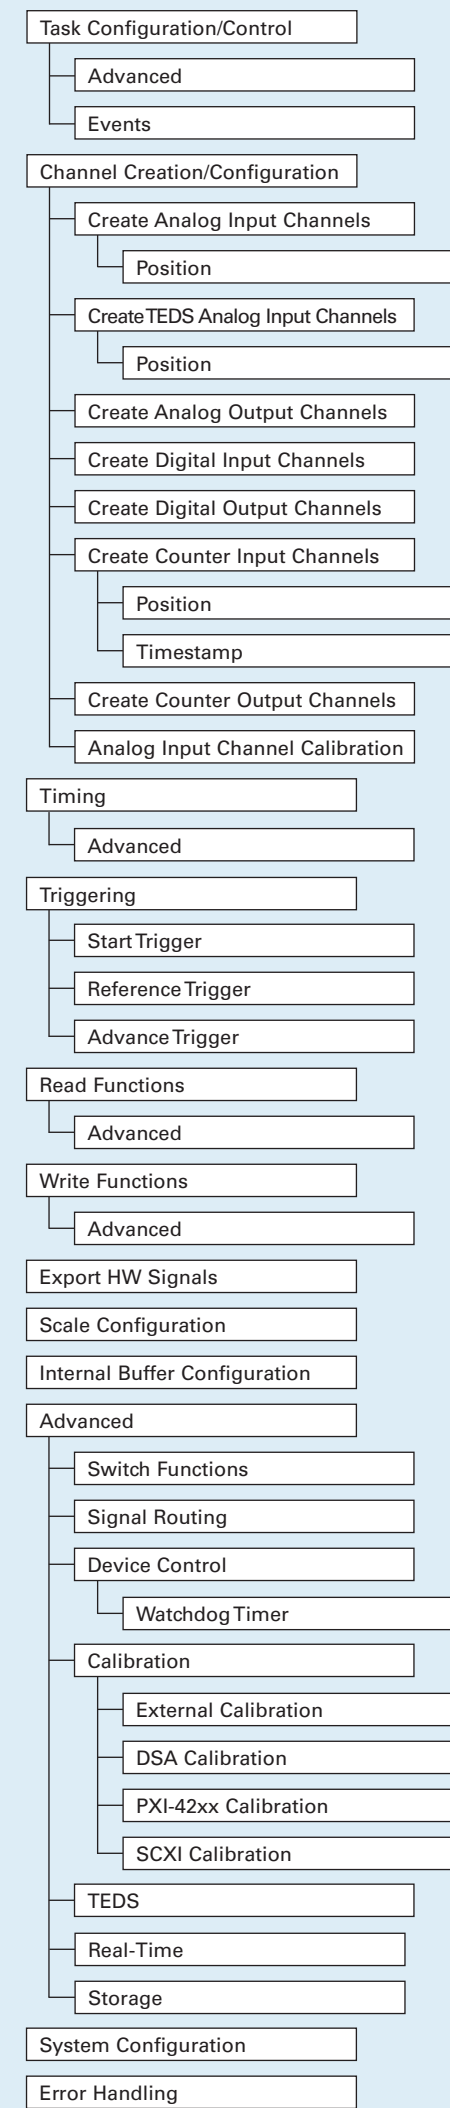 Task Configuration/Control
Advanced
Events
Channel Creation/Configuration
Create Analog Input Channels
Position
Create TEDS Analog Input Channels
Position
Create Analog Output Channels
Create Digital Input Channels
Create Digital Output Channels
Create Counter Input Channels
Position
Timestamp
Create Counter Output Channels
Analog Input Channel Calibration
Timing
Advanced
Triggering
Start Trigger
Reference Trigger
Advance Trigger
Read Functions
Advanced
Write Functions
Advanced
Export HW Signals
Scale Configuration
Internal Buffer Configuration
Advanced
Switch Functions
Signal Routing
Device Control
Watchdog Timer
Calibration
External Calibration
DSA Calibration
PXI-42xx Calibration
SCXI Calibration
TEDS
Real-Time
Storage
System Configuration
Error Handling